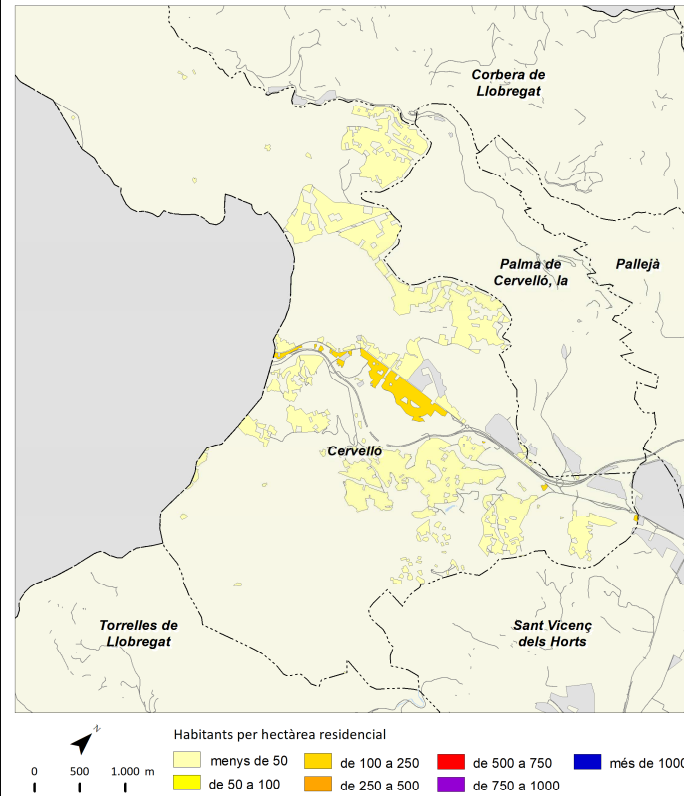 Corbera de
Llobregat
Palma de
Cervelló, la
Pallejà
Cervelló
Torrelles de
Llobregat
Sant Vicenç
dels Horts
N
Habitants per hectàrea residencial
0 500 1.000 m
menys de 50
de 100 a 250
de 500 a 750
més de 1000
de 50 a 100
de 250 a 500
de 750 a 1000